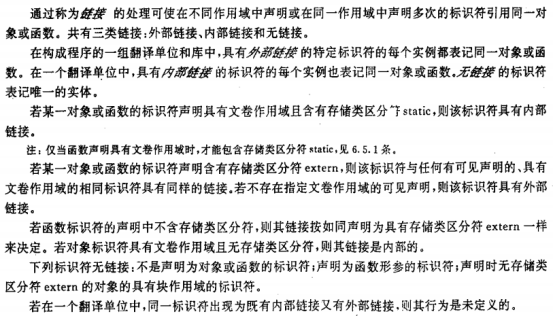 通过称为链接 的处理可使在不同作用域中声明或在同一作用域中声明多次的标识符引用同一对
象或函数。共有三类链接:外部链接、内部链接和无链接。
在构成程序的一组翻译单位和库中,具有外部链接 的特定标识符的每个实例都表记同一对象或函
数。在一个翻译单位中,具有内部链接 的标识符的每个实例也表记同一对象或函数。无链接 的标识符
表记唯一的实体。
若某一对象或函数的标识符声明具有文卷作用域且含有存储类区分符 static,则该标识符具有内部
链接。
注:仅当函数声明具有文卷作用域时,才能包含存储类区分符 static,见 6.5.1 条。
若某一对象或函数的标识符声明含有存储类区分符 extern,则该标识符与任何有可见声明的、具有
文卷作用域的相同标识符具有同样的链接。若不存在指定文卷作用域的可见声明,则该标识符具有外部
链接。
若函数标识符的声明中不含存储类区分符,则其链接按如同声明为具有存储类区分符 extern 一样
来决定。若对象标识符具有文卷作用域且无存储类区分符,则其链接是内部的。
下列标识符无链接:不是声明为对象或函数的标识符;声明为函数形参的标识符;声明时无存储类
区分符 extern 的对象的具有块作用域的标识符。
若在一个翻译单位中,同一标识符出现为既有内部链接又有外部链接,则其行为是未定义的。